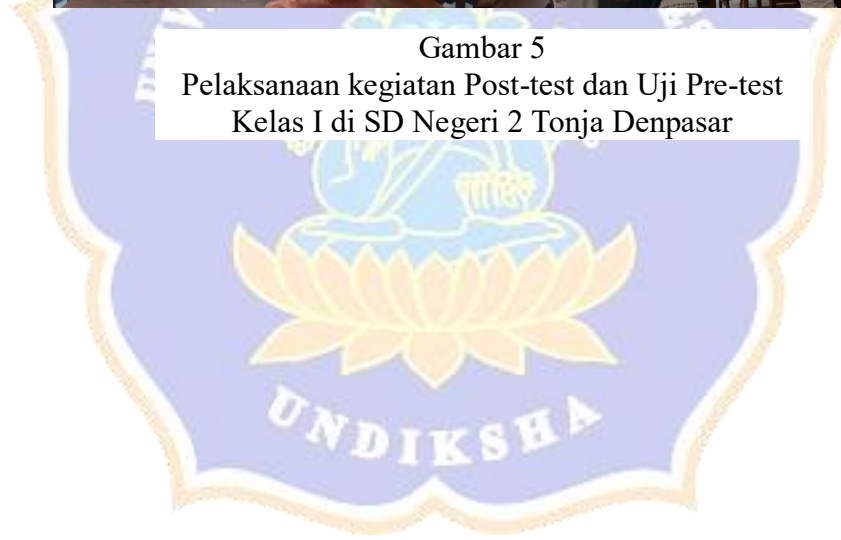 Gambar 5
Pelaksanaan kegiatan Post-test dan Uji Pre-test
Kelas I di SD Negeri 2 Tonja Denpasar
UNDIKSHA